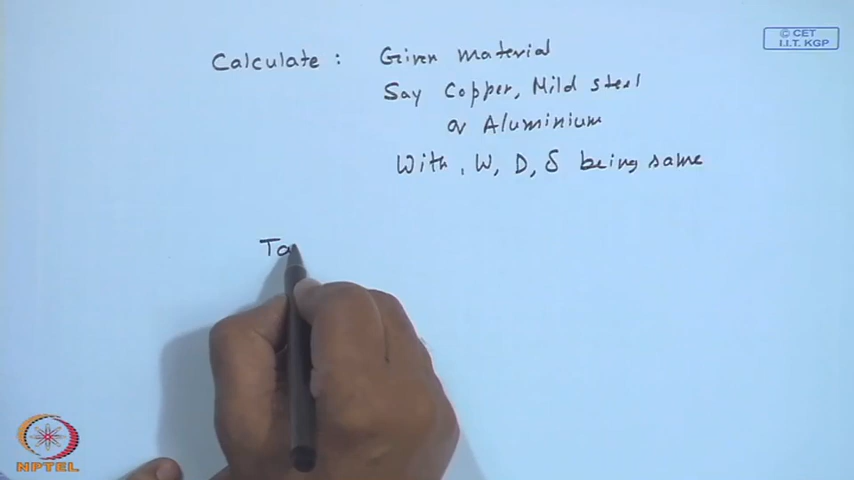 © CET
I.I.T. KGP
Calculate : Given material
Say Copper, Mild steel
or Aluminium
With, W, D, δ being same
Ta
NPTEL